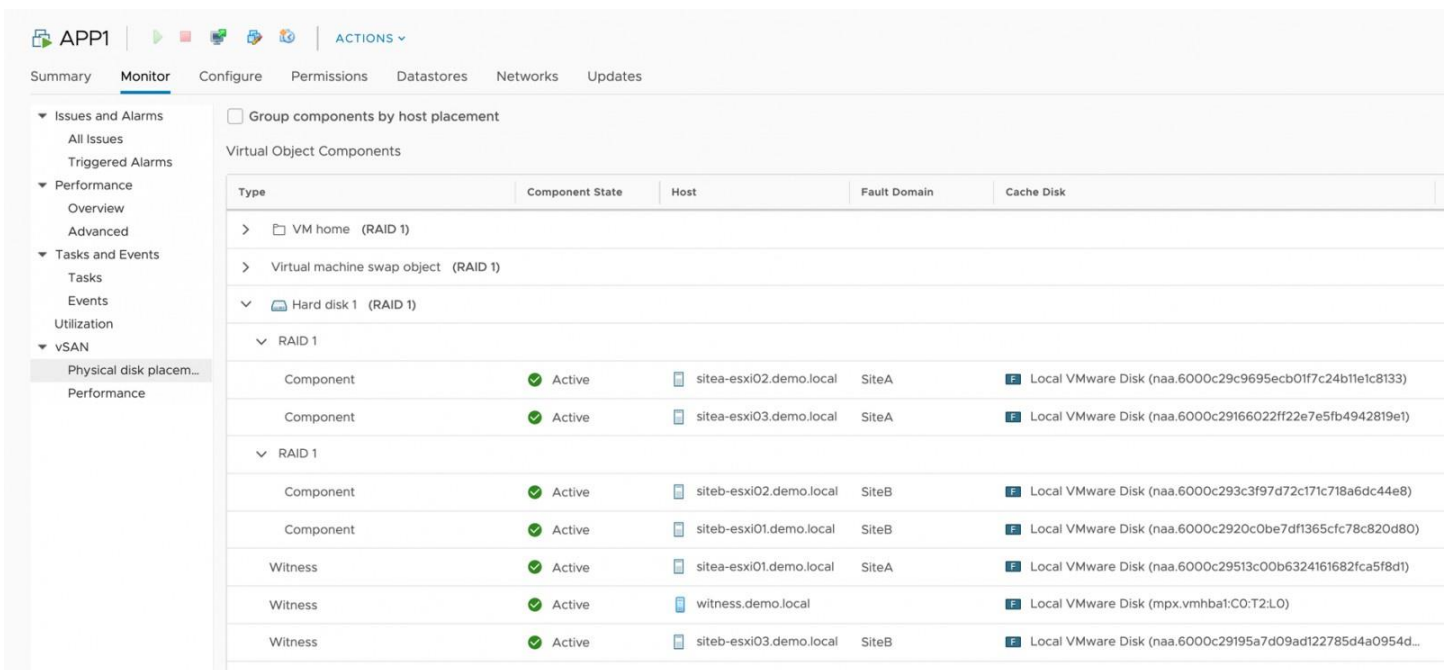 APP1 ACTIONS
Summary Monitor Configure Permissions Datastores Networks Updates
Issues and Alarms
All Issues
Triggered Alarms
Performance
Overview
Advanced
Tasks and Events
Tasks
Events
Utilization
vSAN
Physical disk placem...
Performance
Group components by host placement
Virtual Object Components
Type Component State Host Fault Domain Cache Disk
VM home (RAID 1)
Virtual machine swap object (RAID 1)
Hard disk 1 (RAID 1)
RAID 1
Component Active sitea-esxi02.demo.local SiteA F Local VMware Disk (naa.6000c29c9695ecb01f7c24b11e1c8133)
Component Active sitea-esxi03.demo.local SiteA F Local VMware Disk (naa.6000c29166022ff22e7e5fb4942819e1)
RAID 1
Component Active siteb-esxi02.demo.local SiteB F Local VMware Disk (naa.6000c293c3f97d72c171c718a6dc44e8)
Component Active siteb-esxi01.demo.local SiteB F Local VMware Disk (naa.6000c2920c0be7df1365cfc78c820d80)
Witness Active sitea-esxi01.demo.local SiteA F Local VMware Disk (naa.6000c29513c00b6324161682fca5f8d1)
Witness Active witness.demo.local F Local VMware Disk (mpx.vmhba1:C0:T2:L0)
Witness Active siteb-esxi03.demo.local SiteB F Local VMware Disk (naa.6000c29195a7d09ad122785d4a0954d...